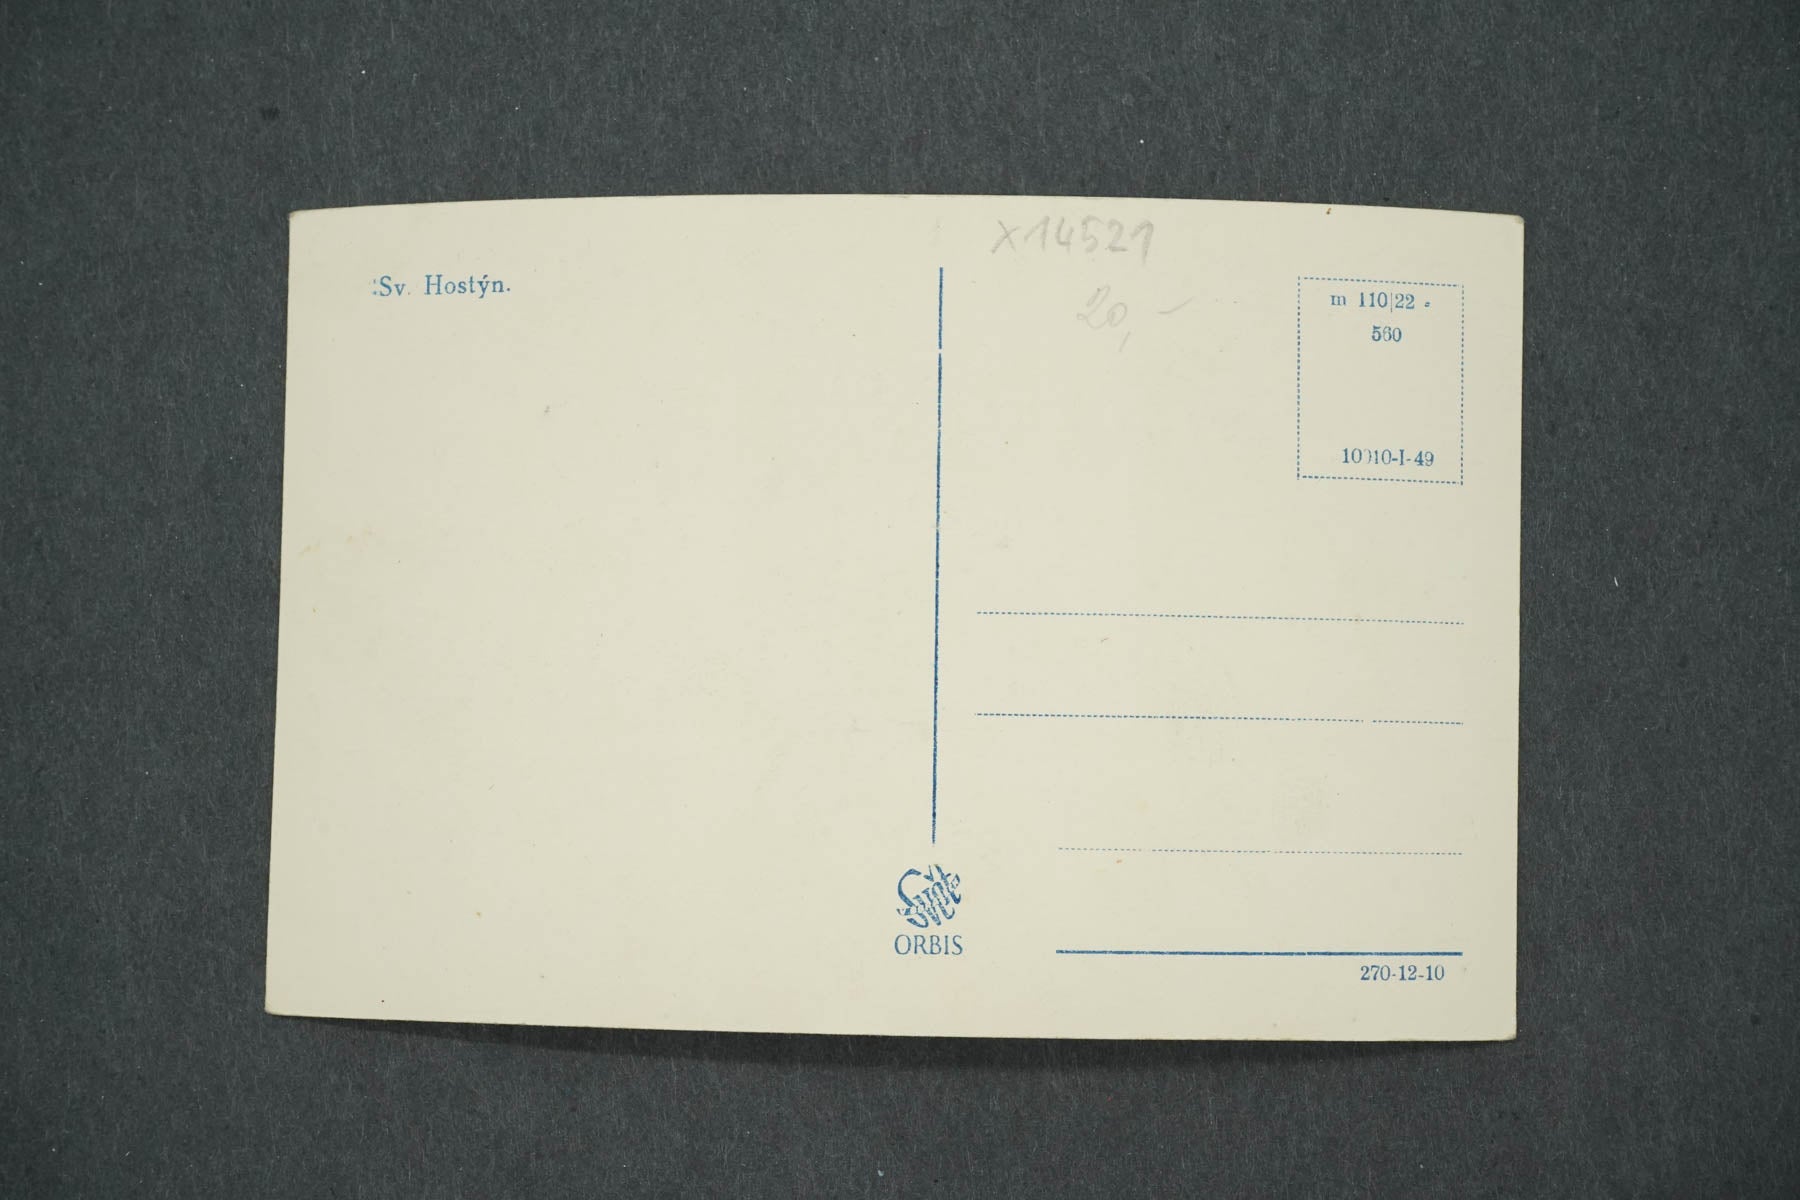 Sv. Hostýn.
X14521
20,-
m 110|22 -
560
10010-I-49
Svět
ORBIS
270-12-10